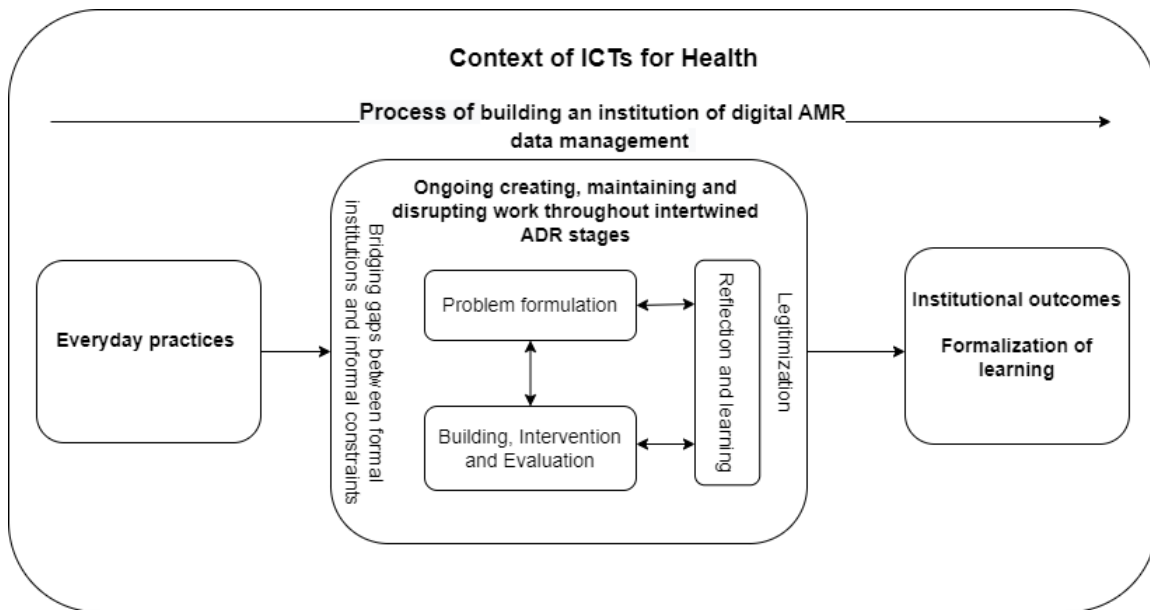 Context of ICTs for Health
Process of building an institution of digital AMR
data management
Everyday practices
Bridging gaps between formal
institutions and informal constraints
Ongoing creating, maintaining and
disrupting work throughout intertwined
ADR stages
Problem formulation
Building, Intervention
and Evaluation
Reflection and learning
Legitimization
Institutional outcomes
Formalization of
learning